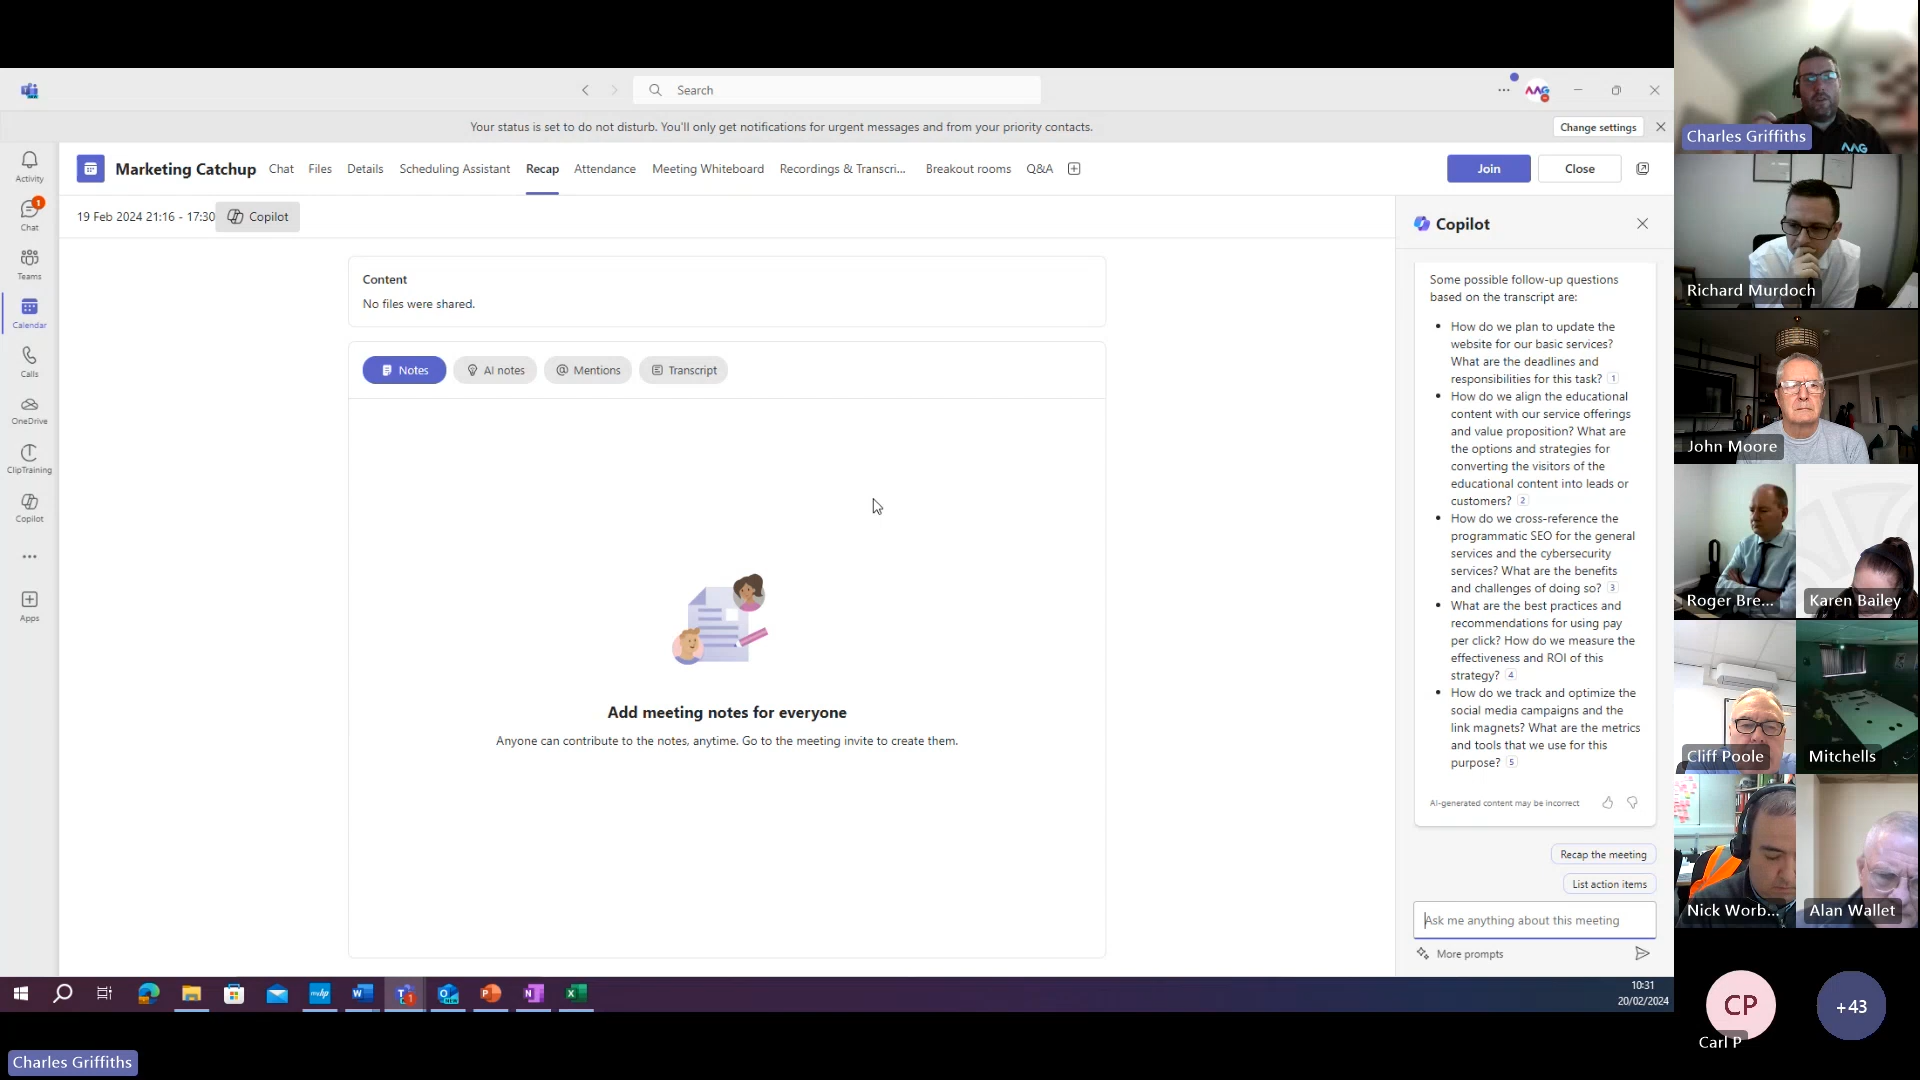 Search
Your status is set to do not disturb. You'll only get notifications for urgent messages and from your priority contacts.
Change settings
Activity
Chat
Teams
Calendar
Calls
OneDrive
ClipTraining
Copilot
Apps
1
Marketing Catchup
Chat
Files
Details
Scheduling Assistant
Recap
Attendance
Meeting Whiteboard
Recordings & Transcri...
Breakout rooms
Q&A
Join
Close
19 Feb 2024 21:16 - 17:30
Copilot
Content
No files were shared.
Notes
AI notes
Mentions
Transcript
Add meeting notes for everyone
Anyone can contribute to the notes, anytime. Go to the meeting invite to create them.
Copilot
Some possible follow-up questions
based on the transcript are:
• How do we plan to update the
website for our basic services?
What are the deadlines and
responsibilities for this task? 1
• How do we align the educational
content with our service offerings
and value proposition? What are
the options and strategies for
converting the visitors of the
educational content into leads or
customers? 2
• How do we cross-reference the
programmatic SEO for the general
services and the cybersecurity
services? What are the benefits
and challenges of doing so? 3
• What are the best practices and
recommendations for using pay
per click? How do we measure the
effectiveness and ROI of this
strategy? 4
• How do we track and optimize the
social media campaigns and the
link magnets? What are the metrics
and tools that we use for this
purpose? 5
AI-generated content may be incorrect
Recap the meeting
List action items
Ask me anything about this meeting
More prompts
10:31
20/02/2024
Charles Griffiths
Charles Griffiths
AAG
Richard Murdoch
John Moore
Roger Bre...
Karen Bailey
Cliff Poole
Mitchells
Nick Worb...
Alan Wallet
CP
Carl P
+43